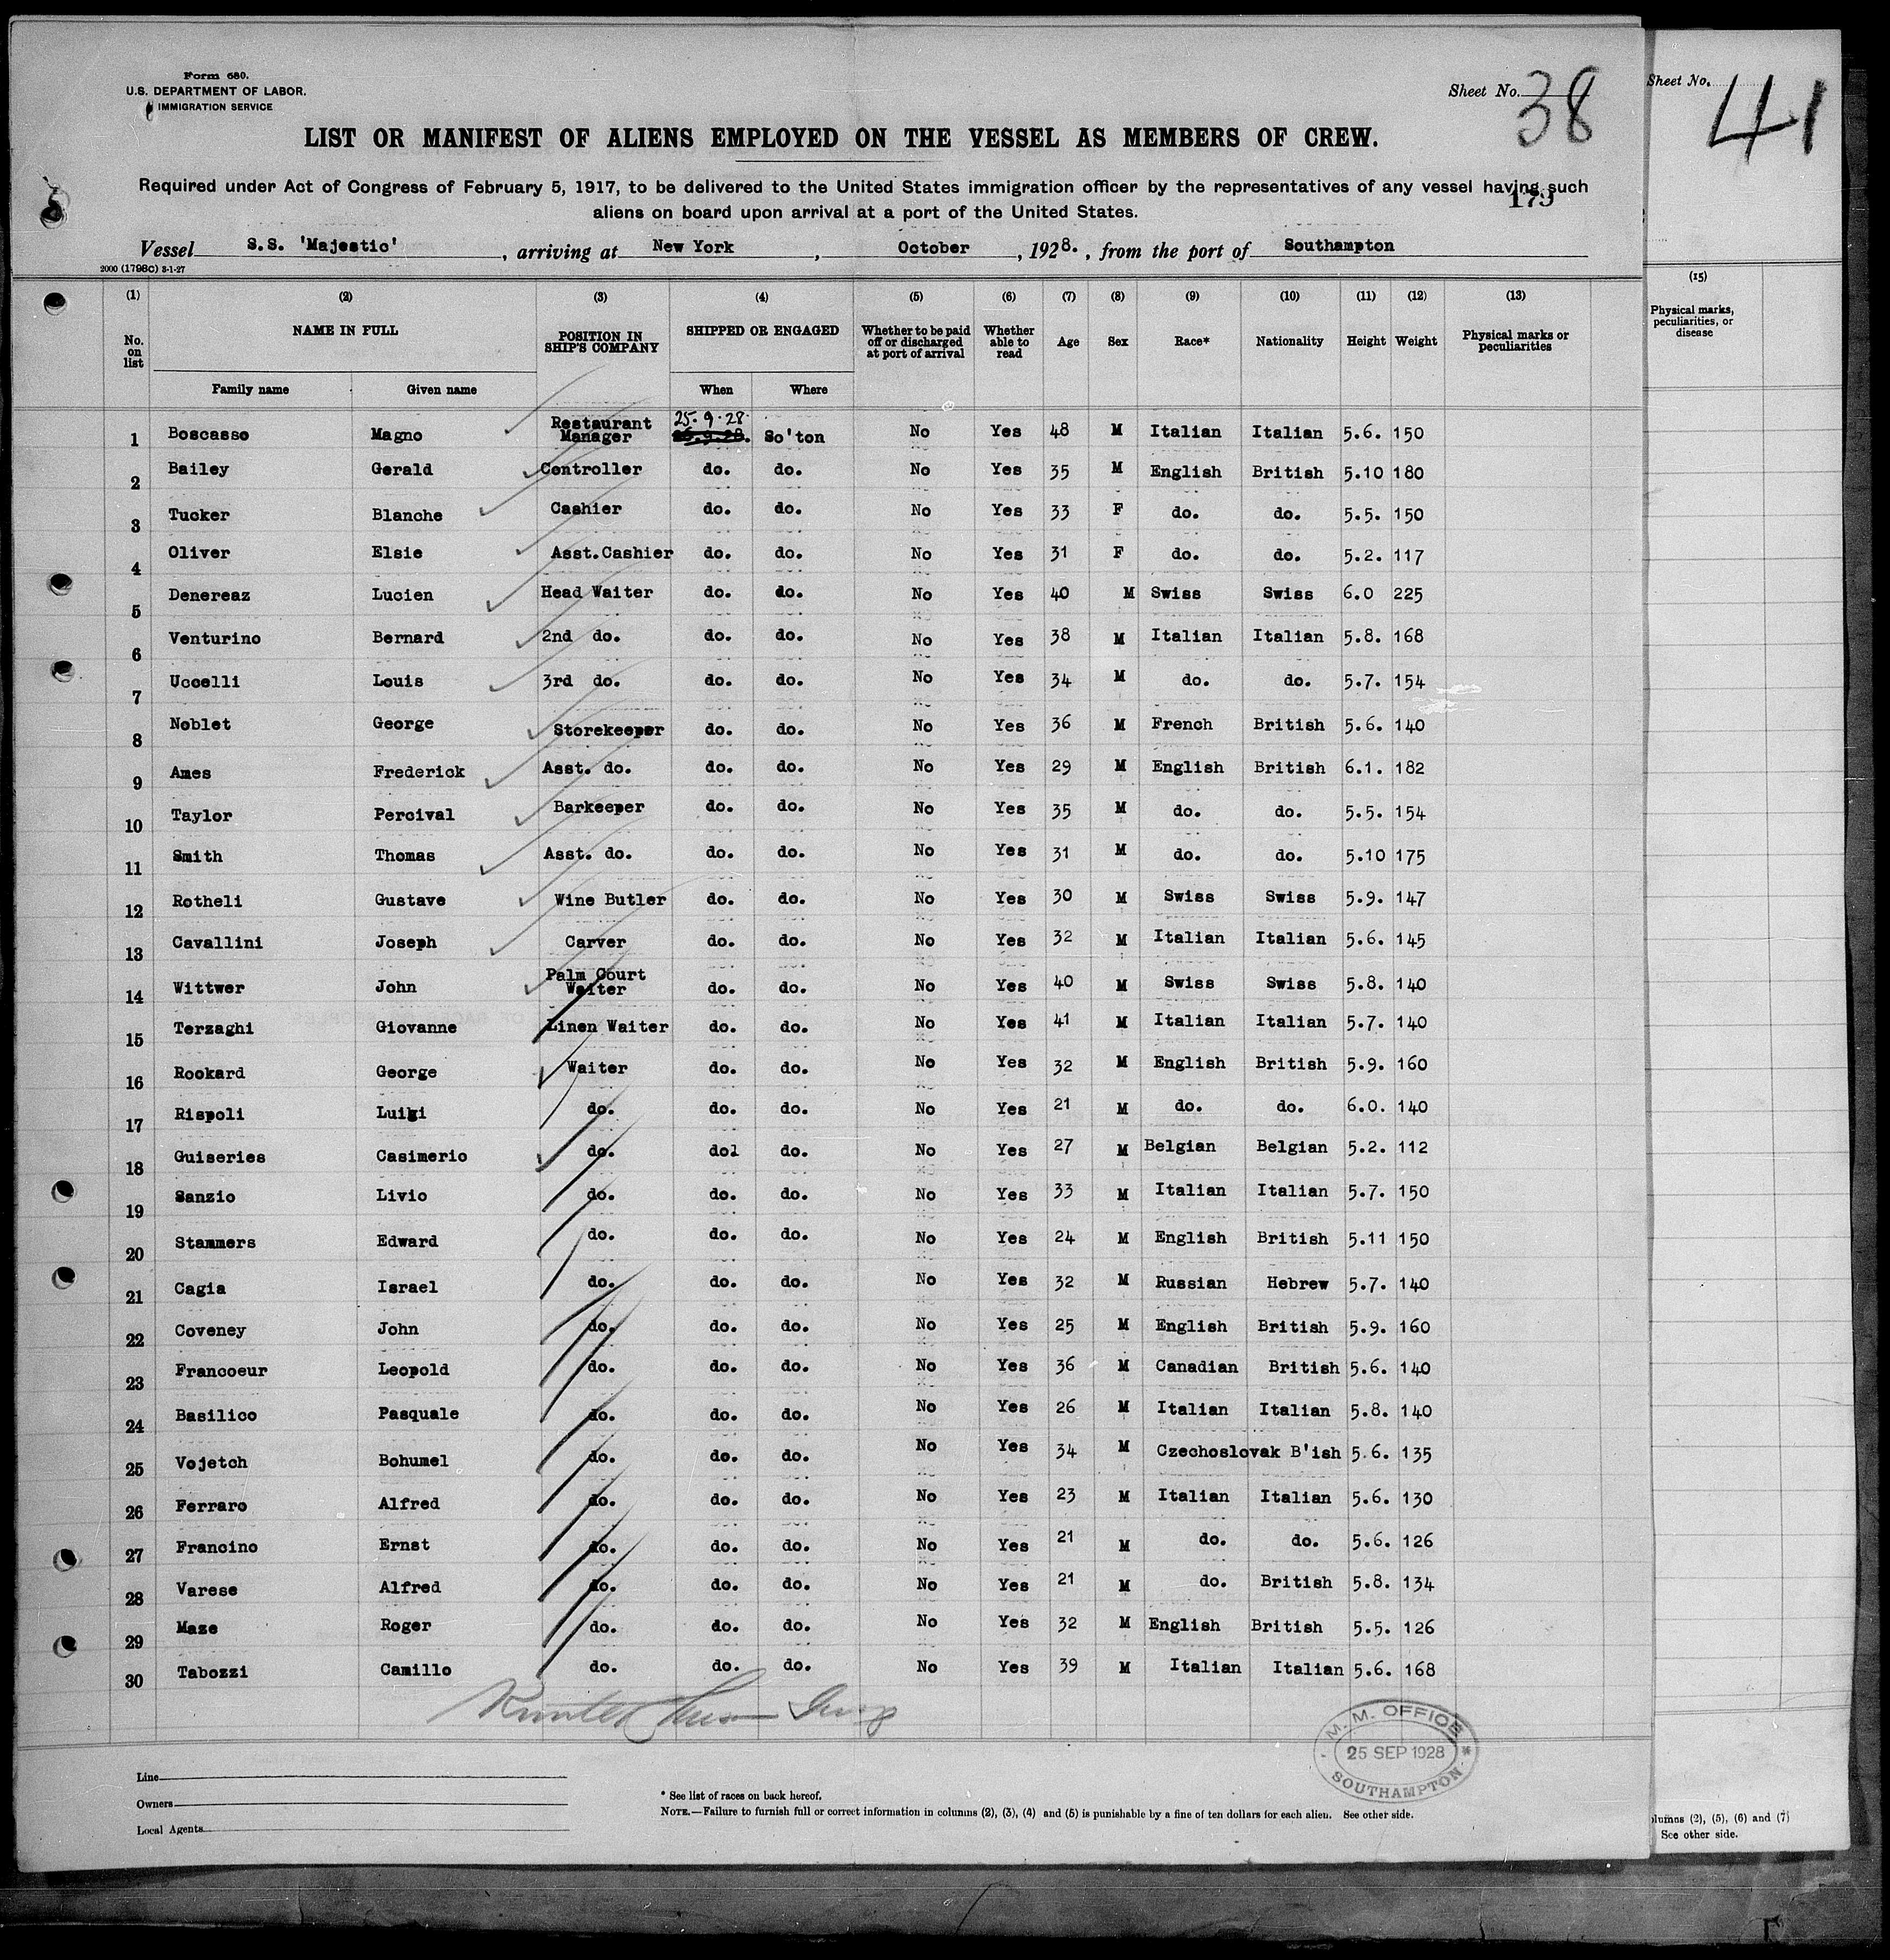 Form 680.
U.S. DEPARTMENT OF LABOR.
IMMIGRATION SERVICE
Sheet No. 38
Sheet No. 41
LIST OR MANIFEST OF ALIENS EMPLOYED ON THE VESSEL AS MEMBERS OF CREW.
Required under Act of Congress of February 5, 1917, to be delivered to the United States immigration officer by the representatives of any vessel having such
179
aliens on board upon arrival at a port of the United States.
Vessel S.S. 'Majestic', arriving at New York, October, 1928., from the port of Southampton
2000 (1798C) 3-1-27
(1) (2) (3) (4) (5) (6) (7) (8) (9) (10) (11) (12) (13)
No. on list NAME IN FULL POSITION IN SHIP'S COMPANY SHIPPED OR ENGAGED Whether to be paid off or discharged at port of arrival Whether able to read Age Sex Race* Nationality Height Weight Physical marks or peculiarities
Family name Given name When Where
(15)
Physical marks, peculiarities, or disease
1 Boscasso Magno Restaurant Manager 25.9.28. So'ton No Yes 48 M Italian Italian 5.6. 150
2 Bailey Gerald Controller do. do. No Yes 35 M English British 5.10 180
3 Tucker Blanche Cashier do. do. No Yes 33 F do. do. 5.5. 150
4 Oliver Elsie Asst.Cashier do. do. No Yes 31 F do. do. 5.2. 117
5 Denereaz Lucien Head Waiter do. do. No Yes 40 M Swiss Swiss 6.0 225
6 Venturino Bernard 2nd do. do. do. No Yes 38 M Italian Italian 5.8. 168
7 Uccelli Louis 3rd do. do. do. No Yes 34 M do. do. 5.7. 154
8 Noblet George Storekeeper do. do. No Yes 36 M French British 5.6. 140
9 Ames Frederick Asst. do. do. do. No Yes 29 M English British 6.1. 182
10 Taylor Percival Barkeeper do. do. No Yes 35 M do. do. 5.5. 154
11 Smith Thomas Asst. do. do. do. No Yes 31 M do. do. 5.10 175
12 Rotheli Gustave Wine Butler do. do. No Yes 30 M Swiss Swiss 5.9. 147
13 Cavallini Joseph Carver do. do. No Yes 32 M Italian Italian 5.6. 145
14 Wittwer John Palm Court Waiter do. do. No Yes 40 M Swiss Swiss 5.8. 140
15 Terzaghi Giovanne Linen Waiter do. do. No Yes 41 M Italian Italian 5.7. 140
16 Rookard George Waiter do. do. No Yes 32 M English British 5.9. 160
17 Rispoli Luigi do. do. do. No Yes 21 M do. do. 6.0. 140
18 Guiseries Casimerio do. dol do. No Yes 27 M Belgian Belgian 5.2. 112
19 Sanzio Livio do. do. do. No Yes 33 M Italian Italian 5.7. 150
20 Stammers Edward do. do. do. No Yes 24 M English British 5.11 150
21 Cagia Israel do. do. do. No Yes 32 M Russian Hebrew 5.7. 140
22 Coveney John do. do. do. No Yes 25 M English British 5.9. 160
23 Francoeur Leopold do. do. do. No Yes 36 M Canadian British 5.6. 140
24 Basilico Pasquale do. do. do. No Yes 26 M Italian Italian 5.8. 140
25 Vojetch Bohumel do. do. do. No Yes 34 M Czechoslovak B'ish 5.6. 135
26 Ferraro Alfred do. do. do. No Yes 23 M Italian Italian 5.6. 130
27 Francino Ernst do. do. do. No Yes 21 M do. do. 5.6. 126
28 Varese Alfred do. do. do. No Yes 21 M do. British 5.8. 134
29 Maze Roger do. do. do. No Yes 32 M English British 5.5. 126
30 Tabozzi Camillo do. do. do. No Yes 39 M Italian Italian 5.6. 168
M. M. OFFICE
25 SEP 1928
SOUTHAMPTON
Line
Owners
Local Agents
* See list of races on back hereof.
NOTE.—Failure to furnish full or correct information in columns (2), (3), (4) and (5) is punishable by a fine of ten dollars for each alien. See other side.
lumns (2), (5), (6) and (7)
See other side.